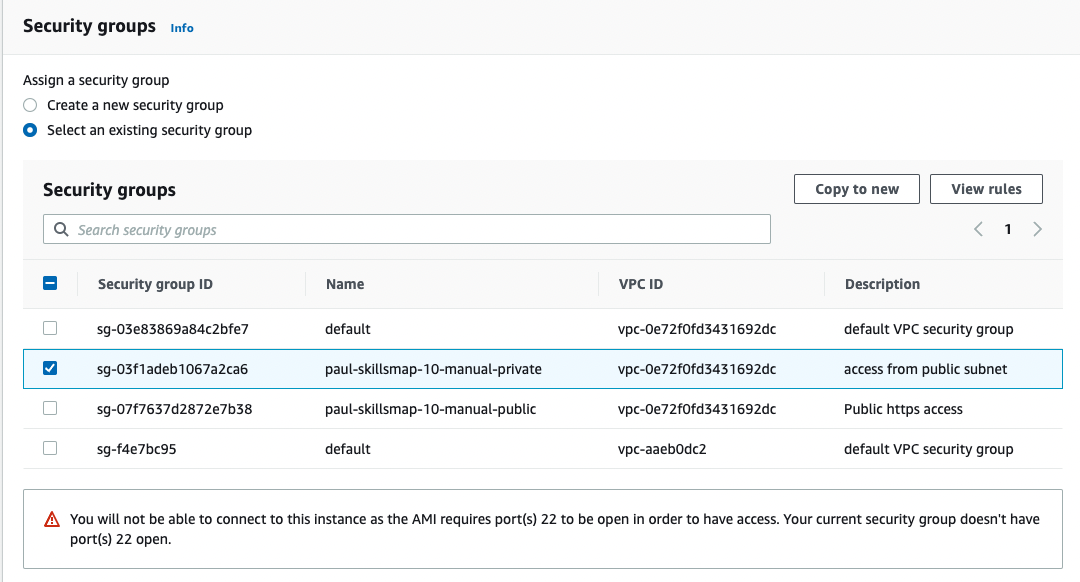 Security groups Info
Assign a security group
Create a new security group
Select an existing security group
Security groups
Copy to new
View rules
Search security groups
1
Security group ID Name VPC ID Description
sg-03e83869a84c2bfe7 default vpc-0e72f0fd3431692dc default VPC security group
sg-03f1adeb1067a2ca6 paul-skillsmap-10-manual-private vpc-0e72f0fd3431692dc access from public subnet
sg-07f7637d2872e7b38 paul-skillsmap-10-manual-public vpc-0e72f0fd3431692dc Public https access
sg-f4e7bc95 default vpc-aaeb0dc2 default VPC security group
You will not be able to connect to this instance as the AMI requires port(s) 22 to be open in order to have access. Your current security group doesn't have
port(s) 22 open.